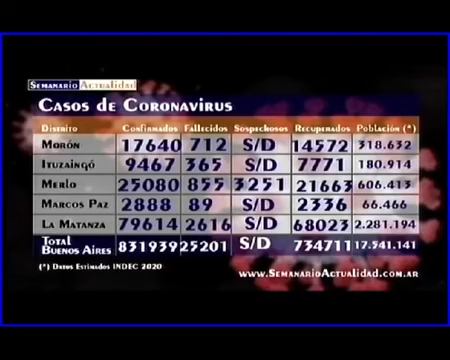 Semanario Actualidad
Casos de Coronavirus
Distrito Confirmados Fallecidos Sospechosos Recuperados Población (*)
Morón 17640 712 S/D 14572 318.632
Ituzaingó 9467 365 S/D 7771 180.914
Merlo 25080 855 3251 21663 606.413
Marcos Paz 2888 89 S/D 2336 66.466
La Matanza 79614 2616 S/D 68023 2.281.194
Total
Buenos Aires 831939 25201 S/D 734711 17.541.141
(*) Datos Estimados INDEC 2020
www.SemanarioActualidad.com.ar